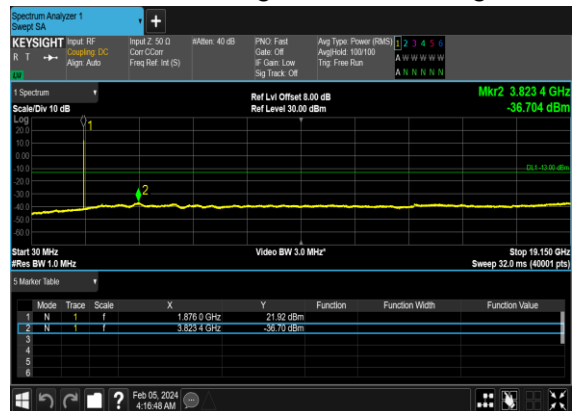 Spectrum Analyzer 1
Swept SA
+
KEYSIGHT Input: RF Input Z: 50 Ω #Atten: 40 dB PNO: Fast Avg Type: Power (RMS) 1 2 3 4 5 6
R T Coupling: DC Corr CCorr Gate: Off Avg|Hold: 100/100 A W W W W W
Align: Auto Freq Ref: Int (S) IF Gain: Low Trig: Free Run
Sig Track: Off A N N N N N
LW
1 Spectrum Ref Lvl Offset 8.00 dB Mkr2 3.823 4 GHz
Scale/Div 10 dB Ref Level 30.00 dBm -36.704 dBm
Log
20.0
10.0
0.00
-10.0
-20.0
-30.0
-40.0
-50.0
-60.0
1
2
DL1 -13.00 dBm
Start 30 MHz Video BW 3.0 MHz* Stop 19.150 GHz
#Res BW 1.0 MHz Sweep 32.0 ms (40001 pts)
5 Marker Table
Mode Trace Scale X Y Function Function Width Function Value
1 N 1 f 1.876 0 GHz 21.92 dBm
2 N 1 f 3.823 4 GHz -36.70 dBm
3
4
5
6
? Feb 05, 2024
4:16:48 AM